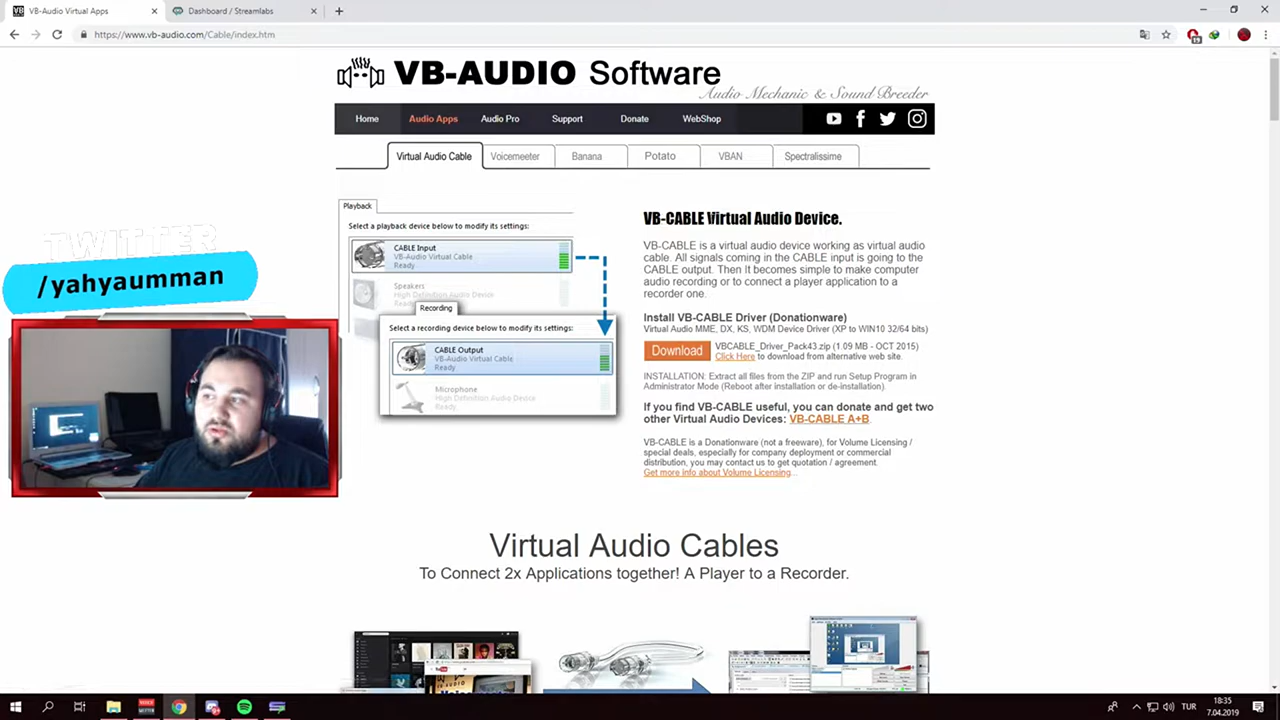 VB-Audio Virtual Apps
Dashboard / Streamlabs
https://www.vb-audio.com/Cable/index.htm
VB-AUDIO Software
Audio Mechanic & Sound Breeder
Home Audio Apps Audio Pro Support Donate WebShop
Virtual Audio Cable Voicemeeter Banana Potato VBAN Spectralissime
Playback
Select a playback device below to modify its settings:
CABLE Input
VB-Audio Virtual Cable
Ready
Speakers
High Definition Audio Device
Ready
Recording
Select a recording device below to modify its settings:
CABLE Output
VB-Audio Virtual Cable
Ready
Microphone
High Definition Audio Device
Ready
VB-CABLE Virtual Audio Device.
VB-CABLE is a virtual audio device working as virtual audio
cable. All signals coming in the CABLE input is going to the
CABLE output. Then It becomes simple to make computer
audio recording or to connect a player application to a
recorder one.
Install VB-CABLE Driver (Donationware)
Virtual Audio MME, DX, KS, WDM Device Driver (XP to WIN10 32/64 bits)
Download
VBCABLE_Driver_Pack43.zip (1.09 MB - OCT 2015)
Click Here to download from alternative web site.
INSTALLATION: Extract all files from the ZIP and run Setup Program in
Administrator Mode (Reboot after installation or de-installation).
If you find VB-CABLE useful, you can donate and get two
other Virtual Audio Devices: VB-CABLE A+B.
VB-CABLE is a Donationware (not a freeware), for Volume Licensing /
special deals, especially for company deployment or commercial
distribution, you may contact us to get quotation / agreement.
Get more info about Volume Licensing...
TWITTER
/yahyaumman
Virtual Audio Cables
To Connect 2x Applications together! A Player to a Recorder.
TUR
18:35
7.04.2019